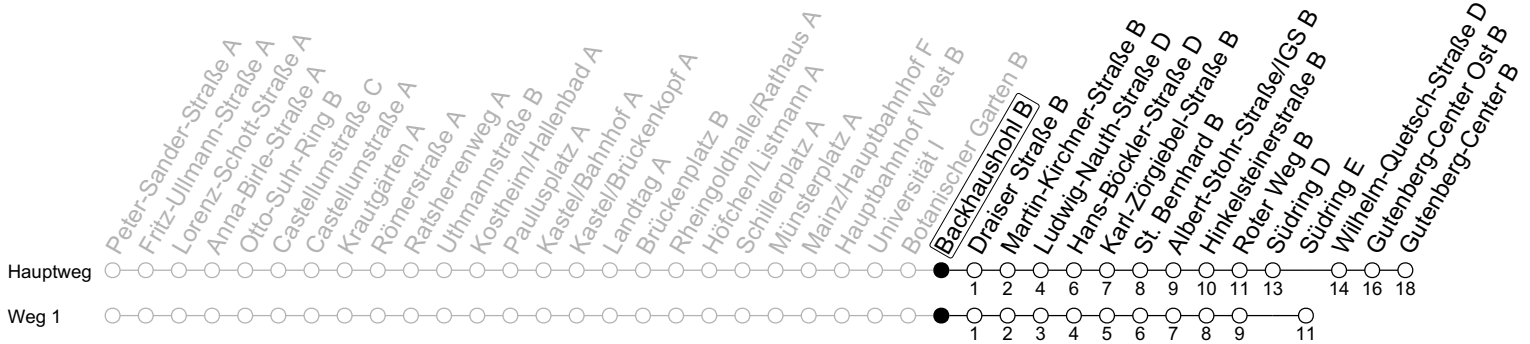 Peter-Sander-Straße A
Fritz-Ullmann-Straße A
Lorenz-Schott-Straße A
Anna-Birle-Straße A
Otto-Suhr-Ring B
Castellumstraße C
Castellumstraße A
Krautgärten A
Römerstraße A
Ratsherrenweg A
Uthmannstraße B
Kostheim/Hallenbad A
Paulusplatz A
Kastel/Bahnhof A
Kastel/Brückenkopf A
Landtag A
Brückenplatz B
Rheingoldhalle/Rathaus A
Höfchen/Listmann A
Schillerplatz A
Münsterplatz A
Mainz/Hauptbahnhof F
Hauptbahnhof West B
Universität I
Botanischer Garten B
Backhaushohl B
Draiser Straße B
Martin-Kirchner-Straße B
Ludwig-Nauth-Straße D
Hans-Böckler-Straße D
Karl-Zörgiebel-Straße B
St. Bernhard B
Albert-Stohr-Straße/IGS B
Hinkelsteinerstraße B
Roter Weg B
Südring D
Südring E
Wilhelm-Quetsch-Straße D
Gutenberg-Center Ost B
Gutenberg-Center B
Hauptweg
1 2 4 6 7 8 9 10 11 13 14 16 18
Weg 1
1 2 3 4 5 6 7 8 9 11